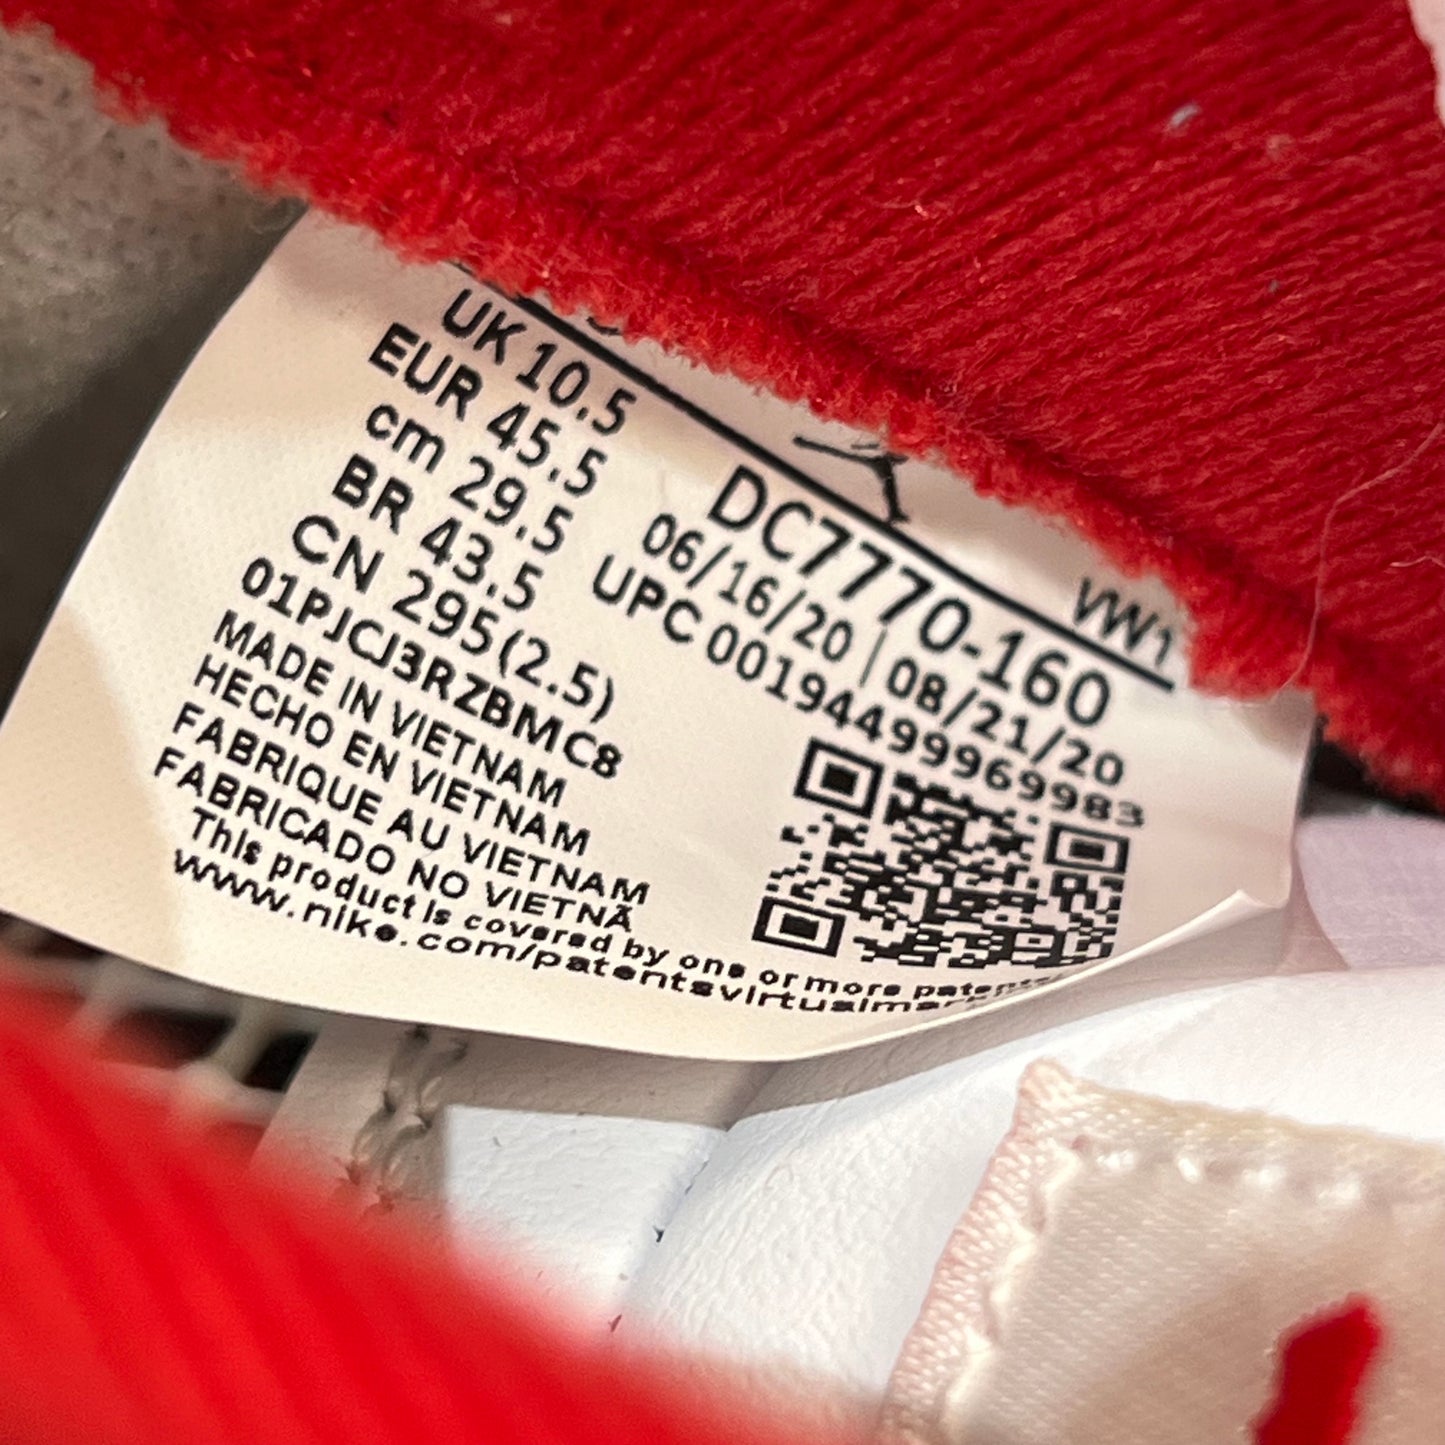 UK 10.5
EUR 45.5
cm 29.5
BR 43.5
CN 295(2.5)
01PJCJ3RZBMC8
MADE IN VIETNAM
HECHO EN VIETNAM
FABRIQUE AU VIETNAM
FABRICADO NO VIETNÃ
This product is covered by one or more patents
www.nike.com/patentsvirtualmar
VW1
DC7770-160
06/16/20 | 08/21/20
UPC 00194499969983